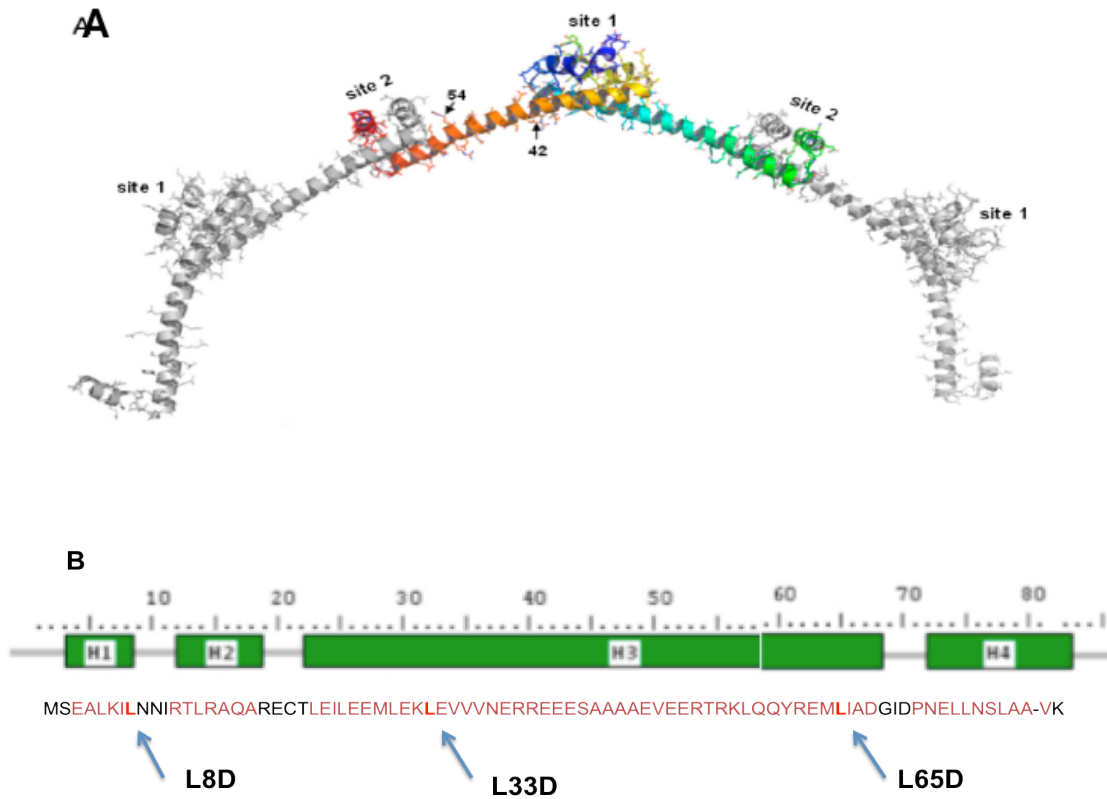 AA
site 1
site 2
54
site 2
42
site 1
site 1
B
10 20 30 40 50 60 70 80
H1 H2 H3 H4
MSEALKILNNIRTLRAQARECTLEILEEMLEKLEVVVNERREEESAAAAEVEERTRKLQQYREMLIADGIDPNELLNSLAA-VK
L8D
L33D
L65D